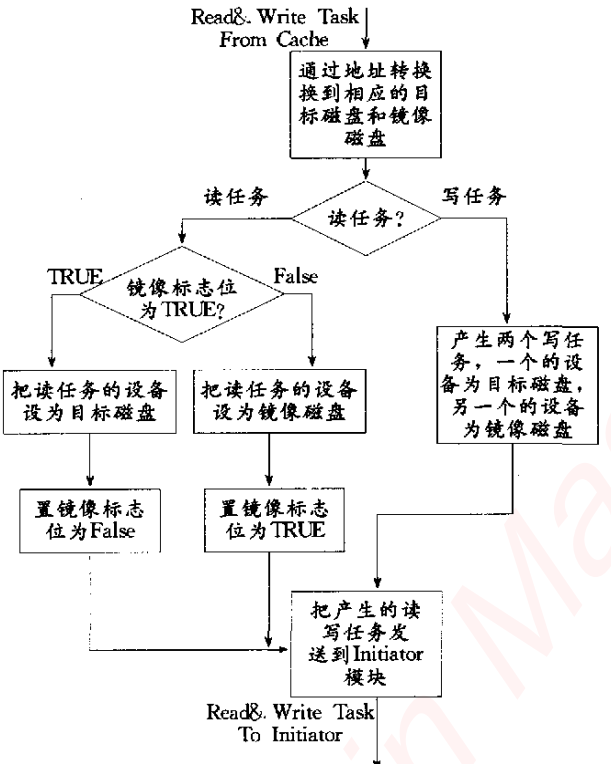 Read&. Write Task
From Cache
通过地址转换
换到相应的目
标磁盘和镜像
磁盘
读任务
读任务?
写任务
TRUE
镜像标志位
为TRUE?
False
把读任务的设备
设为目标磁盘
把读任务的设备
设为镜像磁盘
产生两个写任
务，一个的设
备为目标磁盘，
另一个的设备
为镜像磁盘
置镜像标志
位为False
置镜像标志
位为TRUE
把产生的读
写任务发
送到Initiator
模块
Read&. Write Task
To Initiator